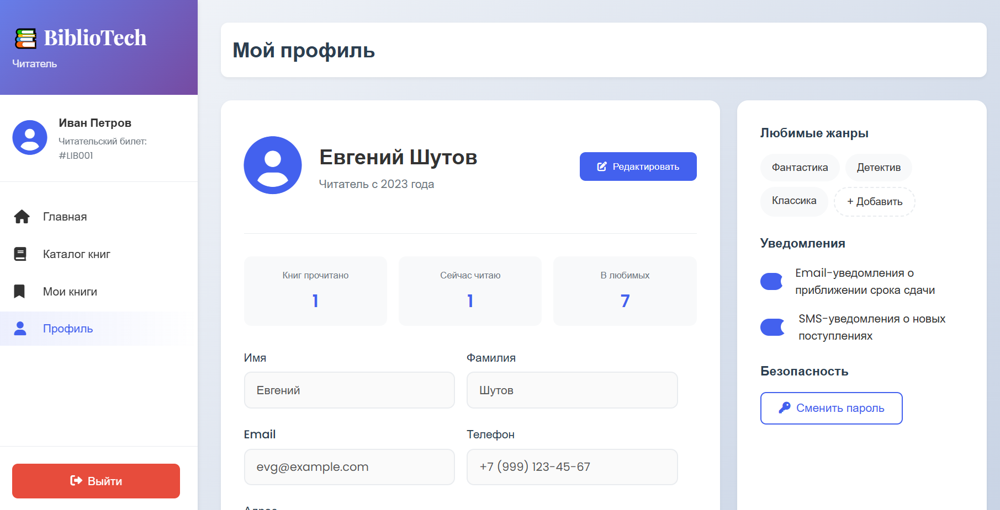 BiblioTech
Читатель
Иван Петров
Читательский билет:
#LIB001
Главная
Каталог книг
Мои книги
Профиль
Выйти
Мой профиль
Евгений Шутов
Читатель с 2023 года
Редактировать
Книг прочитано
1
Сейчас читаю
1
В любимых
7
Имя
Евгений
Фамилия
Шутов
Email
evg@example.com
Телефон
+7 (999) 123-45-67
Адрес
Любимые жанры
Фантастика
Детектив
Классика
+ Добавить
Уведомления
Email-уведомления о
приближении срока сдачи
SMS-уведомления о новых
поступлениях
Безопасность
Сменить пароль